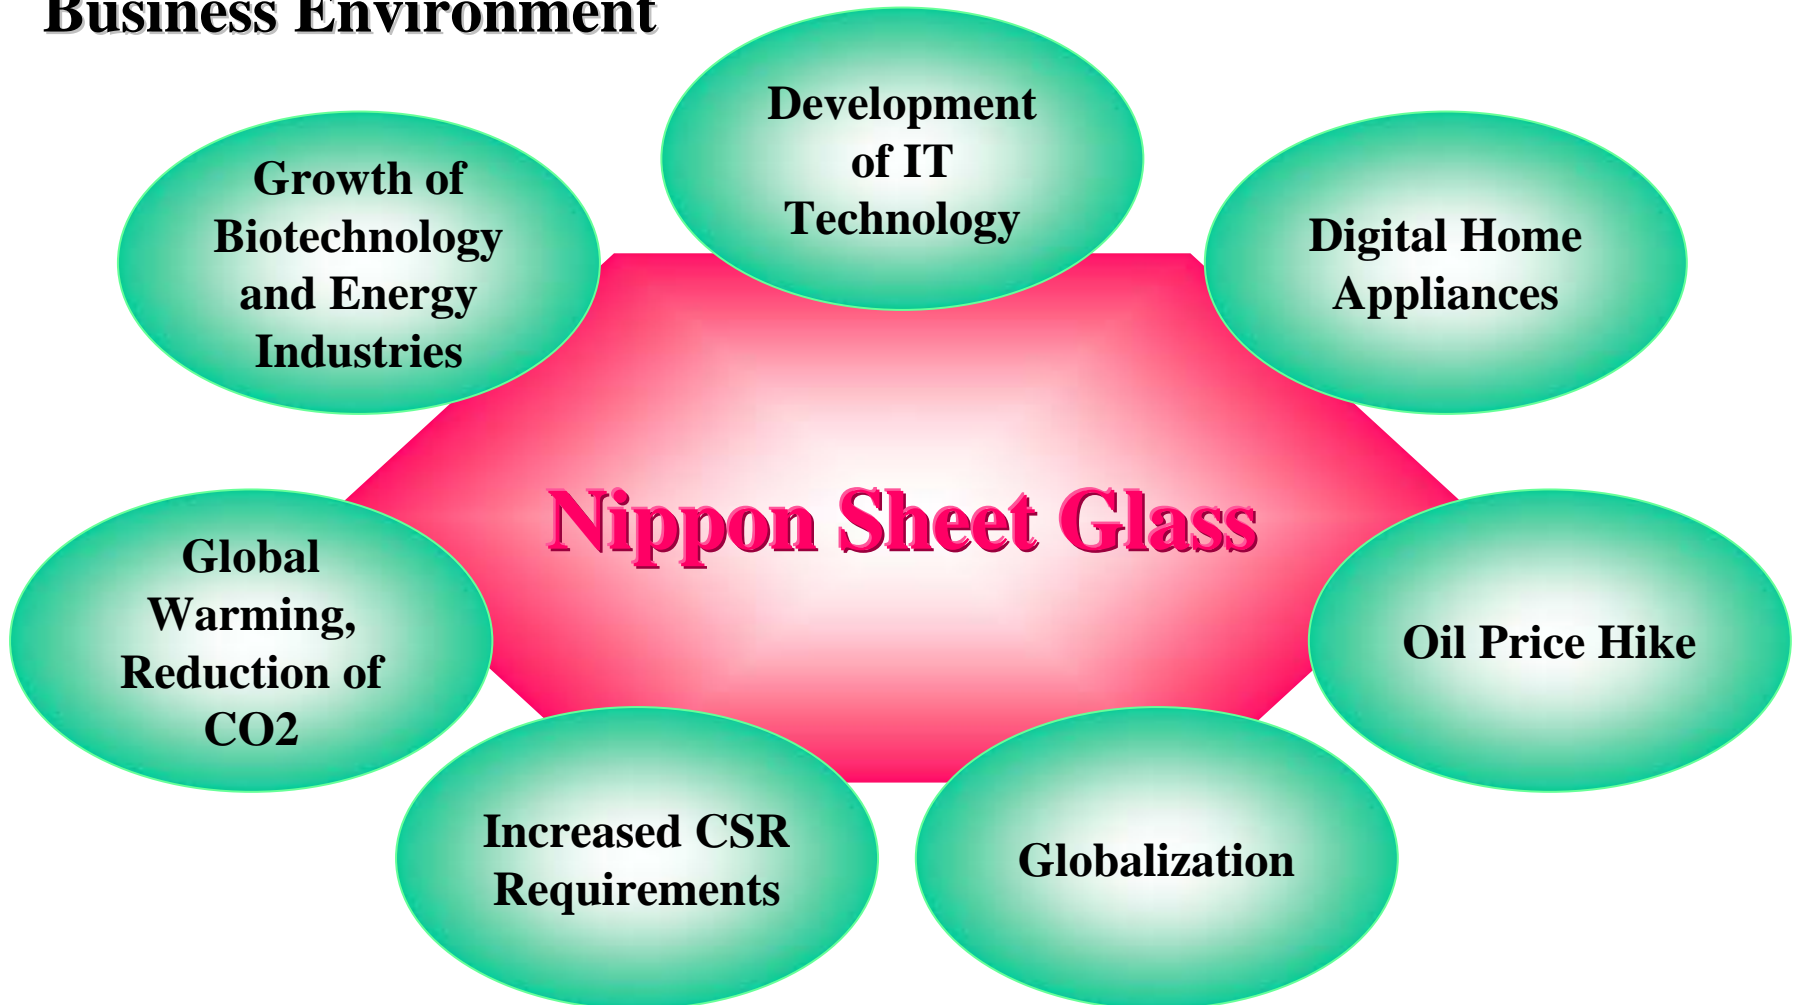 Business Environment
Development
of IT
Technology
Growth of
Biotechnology
and Energy
Industries
Digital Home
Appliances
Nippon Sheet Glass
Global
Warming,
Reduction of
CO2
Oil Price Hike
Increased CSR
Requirements
Globalization